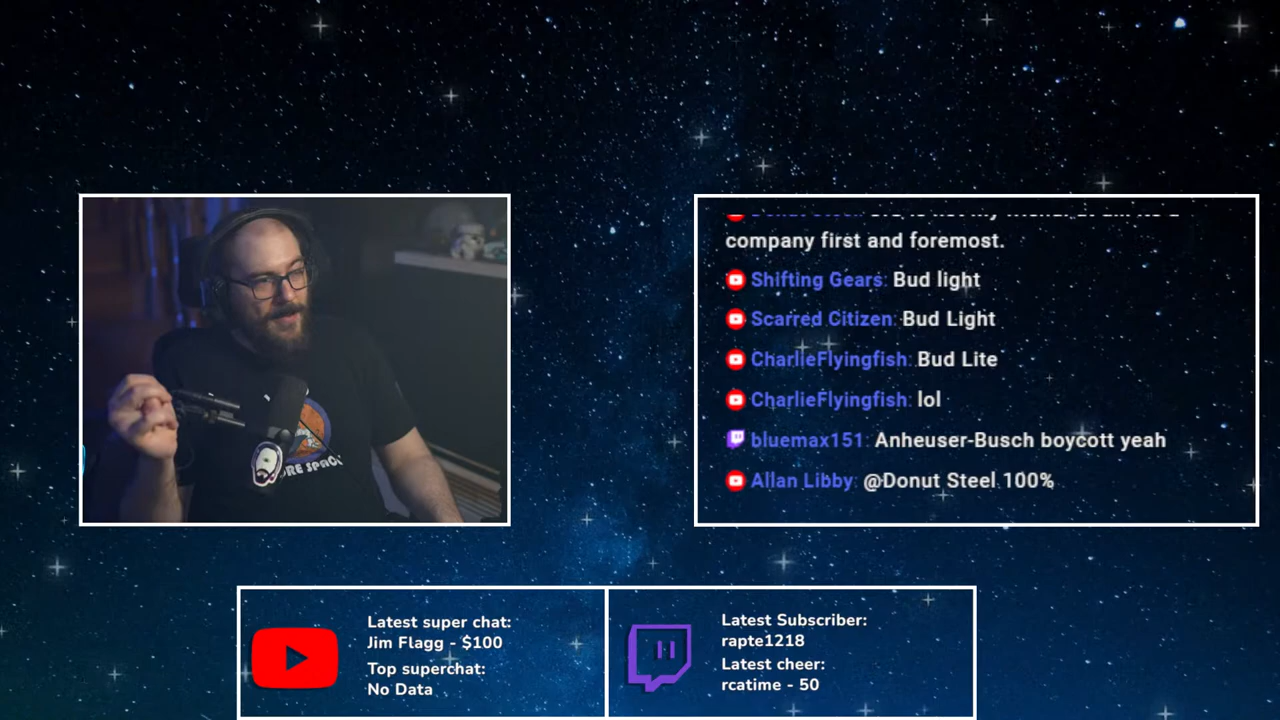 company first and foremost.
Shifting Gears: Bud light
Scarred Citizen: Bud Light
CharlieFlyingfish: Bud Lite
CharlieFlyingfish: lol
bluemax151: Anheuser-Busch boycott yeah
Allan Libby: @Donut Steel 100%
RE SPACE
Latest super chat:
Jim Flagg - $100
Top superchat:
No Data
Latest Subscriber:
rapte1218
Latest cheer:
rcatime - 50